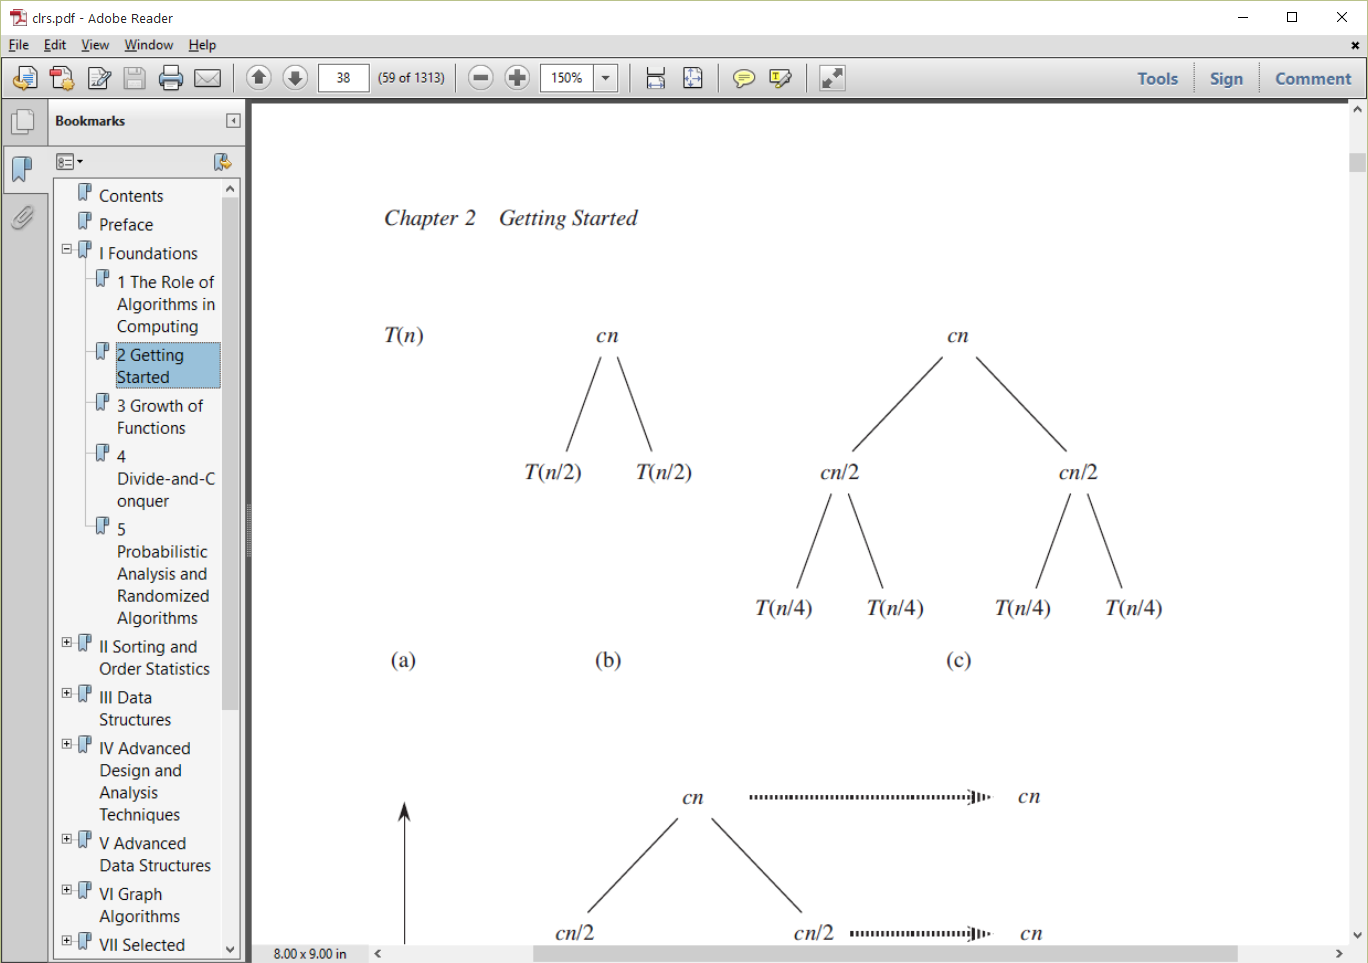 clrs.pdf - Adobe Reader
File Edit View Window Help
38 (59 of 1313) 150% Tools Sign Comment
Bookmarks
Contents
Preface
I Foundations
1 The Role of
Algorithms in
Computing
2 Getting
Started
3 Growth of
Functions
4
Divide-and-C
onquer
5
Probabilistic
Analysis and
Randomized
Algorithms
II Sorting and
Order Statistics
III Data
Structures
IV Advanced
Design and
Analysis
Techniques
V Advanced
Data Structures
VI Graph
Algorithms
VII Selected
Chapter 2 Getting Started
T(n) cn cn
T(n/2) T(n/2) cn/2 cn/2
T(n/4) T(n/4) T(n/4) T(n/4)
(a) (b) (c)
cn cn
cn/2 cn/2 cn
8.00 x 9.00 in